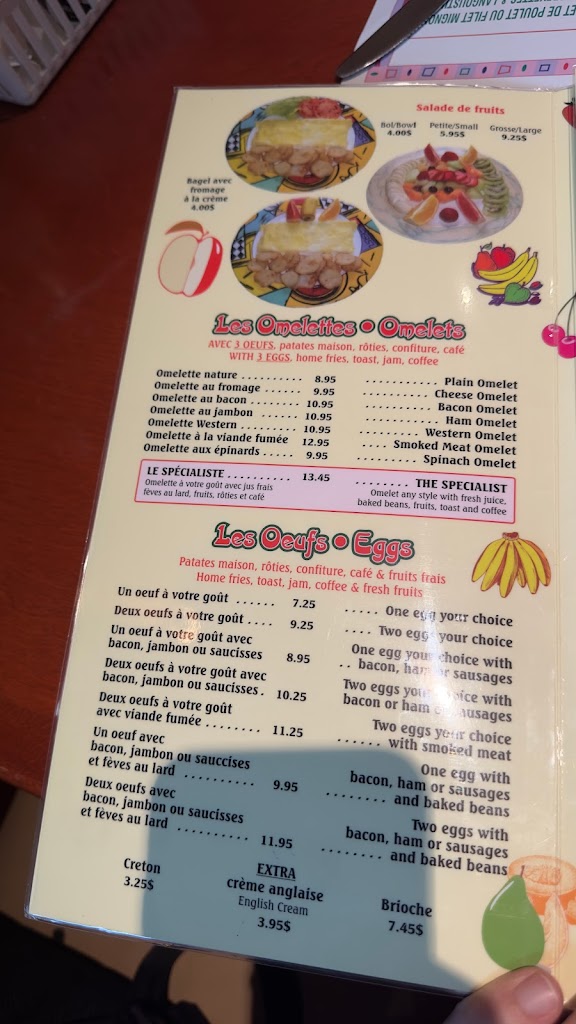 ET DE POULET OU FILET MIGNON
Salade de fruits
Bol/Bowl Petite/Small Grosse/Large
4.00$ 5.95$ 9.25$
Bagel avec
fromage
à la crème
4.00$
Les Omelettes • Omelets
AVEC 3 OEUFS, patates maison, rôties, confiture, café
WITH 3 EGGS, home fries, toast, jam, coffee
Omelette nature .......... 8.95 ........... Plain Omelet
Omelette au fromage ...... 9.95 ............ Cheese Omelet
Omelette au bacon ........ 10.95 ............ Bacon Omelet
Omelette au jambon ...... 10.95 ............. Ham Omelet
Omelette Western .......... 10.95 .......... Western Omelet
Omelette à la viande fumée 12.95 .... Smoked Meat Omelet
Omelette aux épinards ..... 9.95 .......... Spinach Omelet
LE SPÉCIALISTE .......... 13.45 ........ THE SPECIALIST
Omelette à votre goût avec jus frais Omelet any style with fresh juice,
fèves au lard, fruits, rôties et café baked beans, fruits, toast and coffee
Les Oeufs • Eggs
Patates maison, rôties, confiture, café & fruits frais
Home fries, toast, jam, coffee & fresh fruits
Un oeuf à votre goût ...... 7.25 ..... One egg your choice
Deux oeufs à votre goût .... 9.25 .... Two eggs your choice
Un oeuf à votre goût avec One egg your choice with
bacon, jambon ou saucisses 8.95 .. bacon, ham or sausages
Deux oeufs à votre goût avec Two eggs your choice with
bacon, jambon ou saucisses . 10.25 bacon or ham or sausages
Deux oeufs à votre goût Two eggs your choice
avec viande fumée ........ 11.25 ...... with smoked meat
Un oeuf avec One egg with
bacon, jambon ou sauccises bacon, ham or sausages
et fèves au lard .......... 9.95 ........ and baked beans
Deux oeufs avec Two eggs with
bacon, jambon ou saucisses bacon, ham or sausages
et fèves au lard .......... 11.95 ........ and baked beans
Creton
3.25$
EXTRA
crème anglaise
English Cream
3.95$
Brioche
7.45$